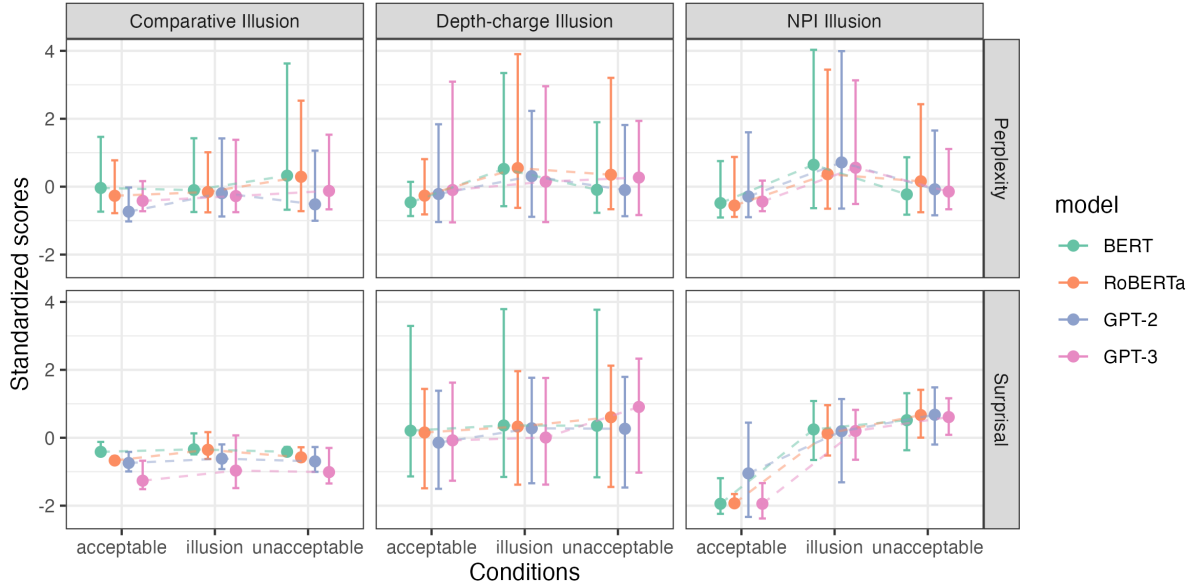 Comparative Illusion Depth-charge Illusion NPI Illusion
Standardized scores
4
2
0
-2
Perplexity
4
2
0
-2
Surprisal
acceptable illusion unacceptable acceptable illusion unacceptable acceptable illusion unacceptable
Conditions
model
BERT
RoBERTa
GPT-2
GPT-3